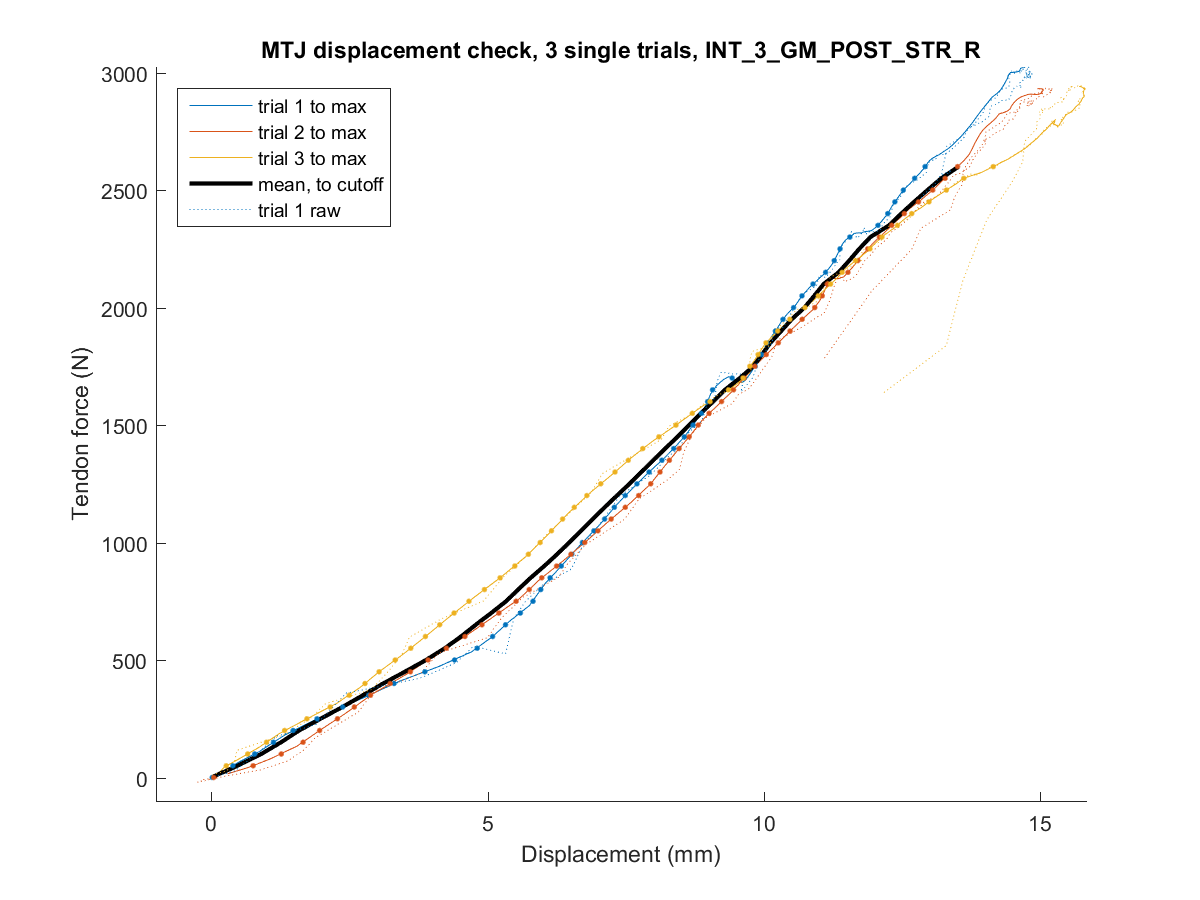 MTJ displacement check, 3 single trials, INT_3_GM_POST_STR_R
3000
2500
2000
1500
1000
500
0
Tendon force (N)
trial 1 to max
trial 2 to max
trial 3 to max
mean, to cutoff
trial 1 raw
0 5 10 15
Displacement (mm)